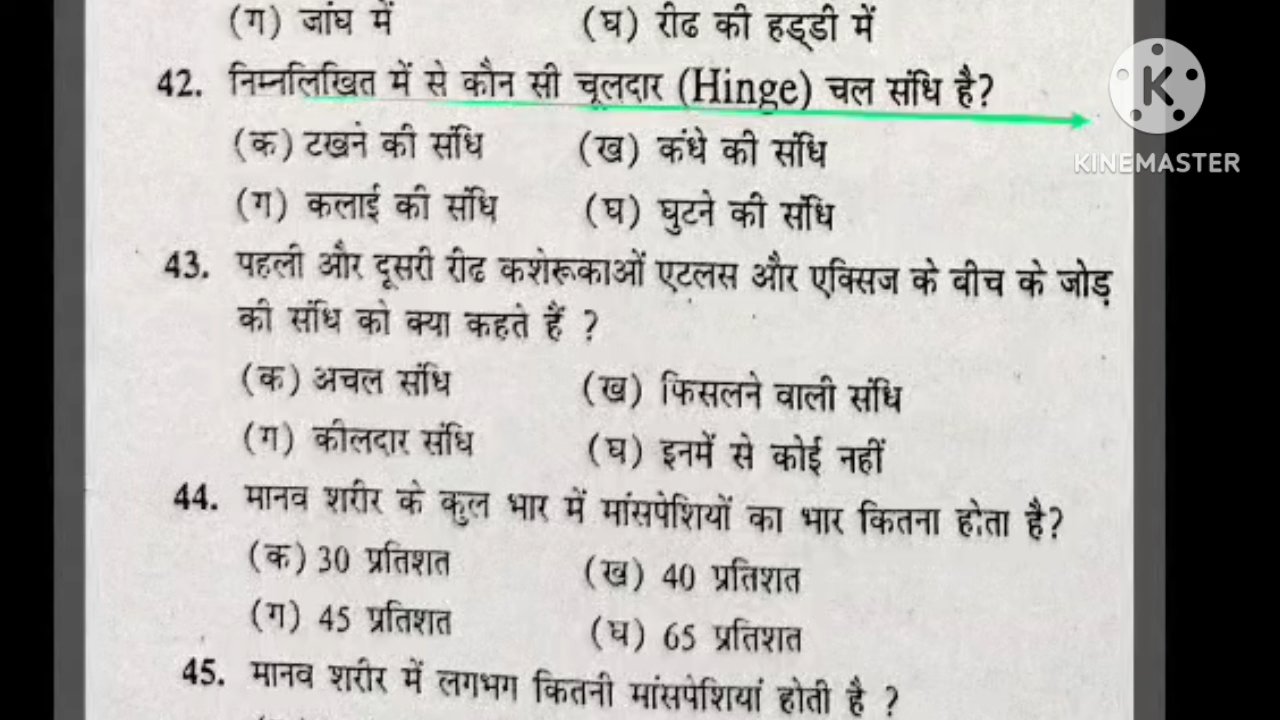 (ग) जांघ में (घ) रीढ की हड्डी में
42. निम्नलिखित में से कौन सी चूलदार (Hinge) चल संधि है?
(क) टखने की संधि (ख) कंधे की संधि
(ग) कलाई की संधि (घ) घुटने की संधि
43. पहली और दूसरी रीढ कशेरूकाओं एटलस और एक्सिज के बीच के जोड़
की संधि को क्या कहते हैं ?
(क) अचल संधि (ख) फिसलने वाली संधि
(ग) कीलदार संधि (घ) इनमें से कोई नहीं
44. मानव शरीर के कुल भार में मांसपेशियों का भार कितना होता है?
(क) 30 प्रतिशत (ख) 40 प्रतिशत
(ग) 45 प्रतिशत (घ) 65 प्रतिशत
45. मानव शरीर में लगभग कितनी मांसपेशियां होती है ?
K
KINEMASTER